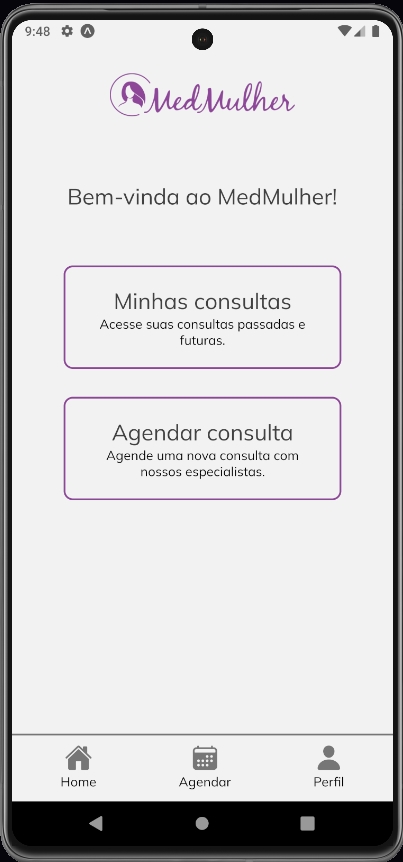 9:48
MedMulher
Bem-vinda ao MedMulher!
Minhas consultas
Acesse suas consultas passadas e
futuras.
Agendar consulta
Agende uma nova consulta com
nossos especialistas.
Home Agendar Perfil